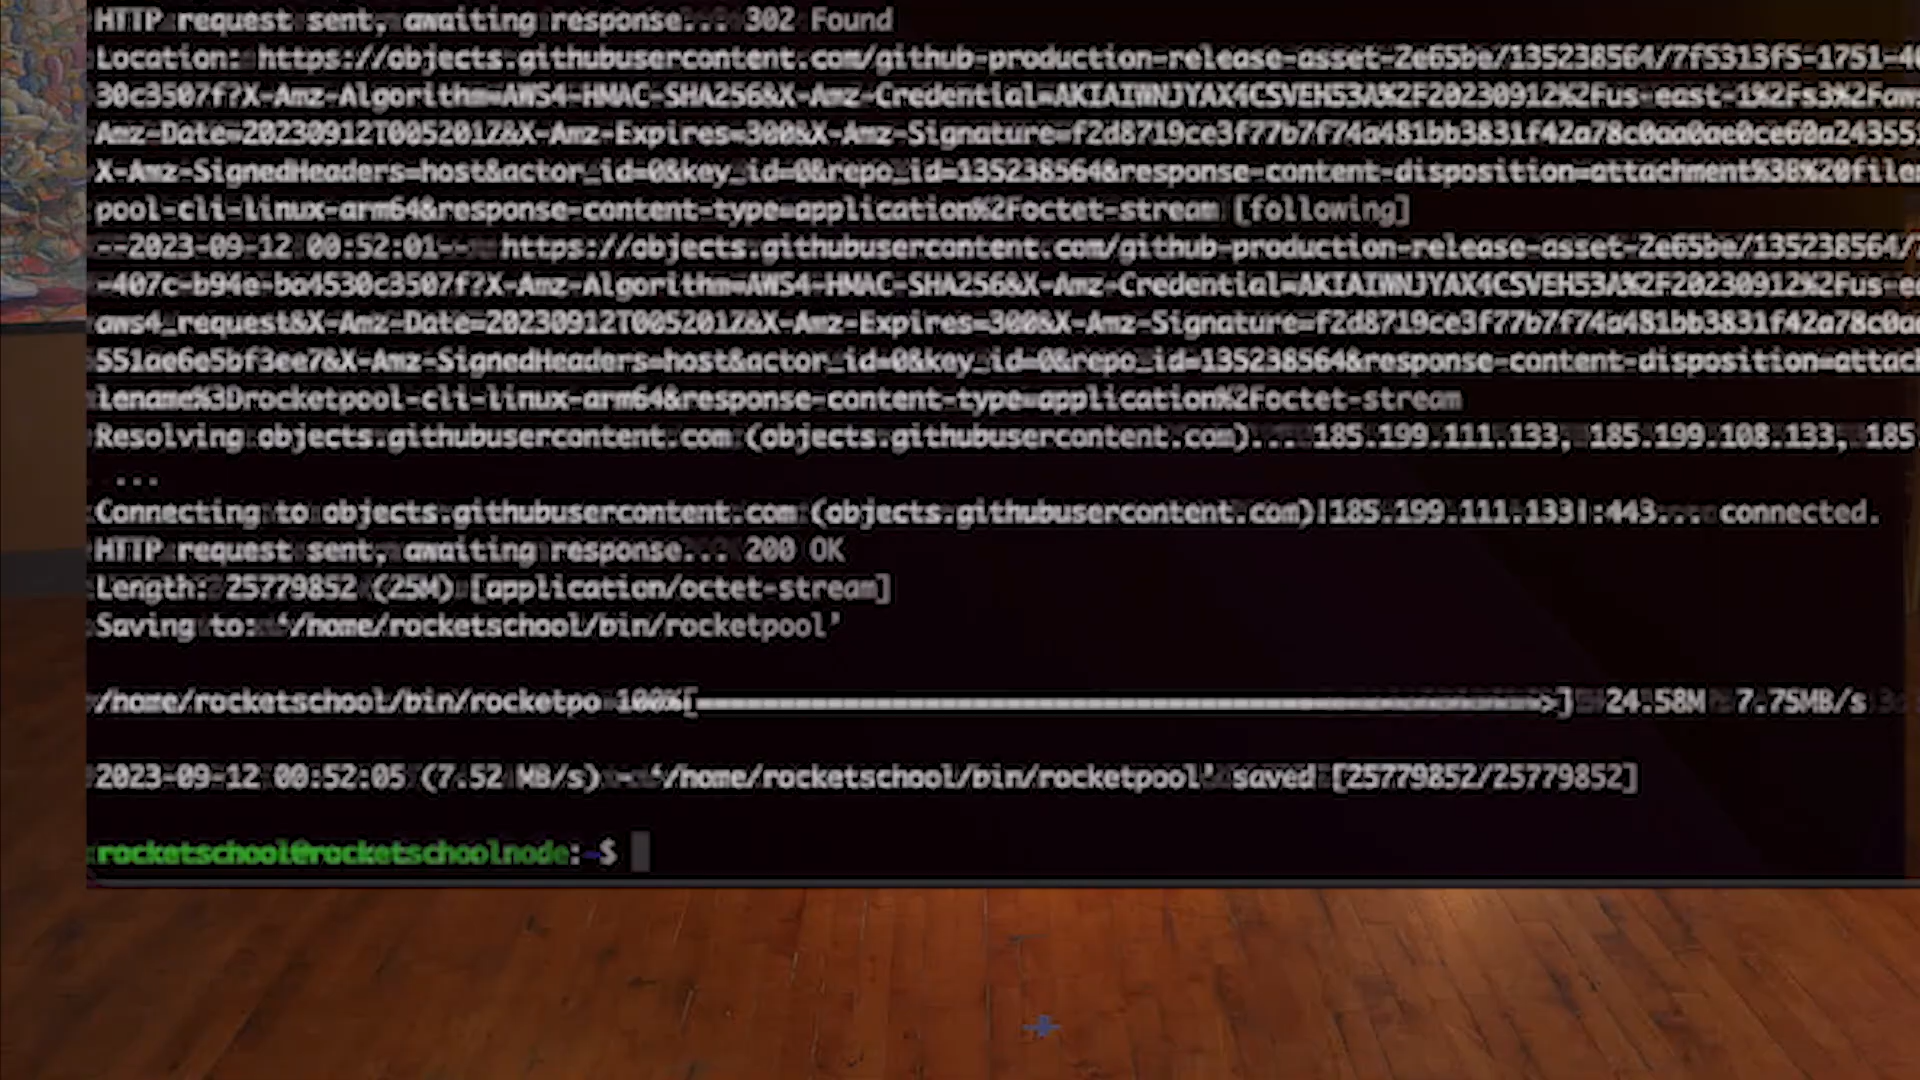 HTTP request sent, awaiting response... 302 Found
Location: https://objects.githubusercontent.com/github-production-release-asset-2e65be/135238564/7f5313f5-1751-4
30c3507f?X-Amz-Algorithm=AWS4-HMAC-SHA256&X-Amz-Credential=AKIAIWNJYAX4CSVEH53A%2F20230912%2Fus-east-1%2Fs3%2Faw
Amz-Date=20230912T005201Z&X-Amz-Expires=300&X-Amz-Signature=f2d8719ce3f77b7f74a481bb3831f42a78c0aa0ae0ce60a24355
X-Amz-SignedHeaders=host&actor_id=0&key_id=0&repo_id=135238564&response-content-disposition=attachment%3B%20filen
pool-cli-linux-arm64&response-content-type=application%2Foctet-stream [following]
--2023-09-12 00:52:01-- https://objects.githubusercontent.com/github-production-release-asset-2e65be/135238564/
-407c-b94e-ba4530c3507f?X-Amz-Algorithm=AWS4-HMAC-SHA256&X-Amz-Credential=AKIAIWNJYAX4CSVEH53A%2F20230912%2Fus-ea
aws4_request&X-Amz-Date=20230912T005201Z&X-Amz-Expires=300&X-Amz-Signature=f2d8719ce3f77b7f74a481bb3831f42a78c0aa
551ae6e5bf3ee7&X-Amz-SignedHeaders=host&actor_id=0&key_id=0&repo_id=135238564&response-content-disposition=attach
lename%3Drocketpool-cli-linux-arm64&response-content-type=application%2Foctet-stream
Resolving objects.githubusercontent.com (objects.githubusercontent.com)... 185.199.111.133, 185.199.108.133, 185
...
Connecting to objects.githubusercontent.com (objects.githubusercontent.com)|185.199.111.133|:443... connected.
HTTP request sent, awaiting response... 200 OK
Length: 25779852 (25M) [application/octet-stream]
Saving to: ‘/home/rocketschool/bin/rocketpool’
/home/rocketschool/bin/rocketpo 100%[==================================================>] 24.58M 7.75MB/s
2023-09-12 00:52:05 (7.52 MB/s) - ‘/home/rocketschool/bin/rocketpool’ saved [25779852/25779852]
rocketschool@rocketschoolnode:~$